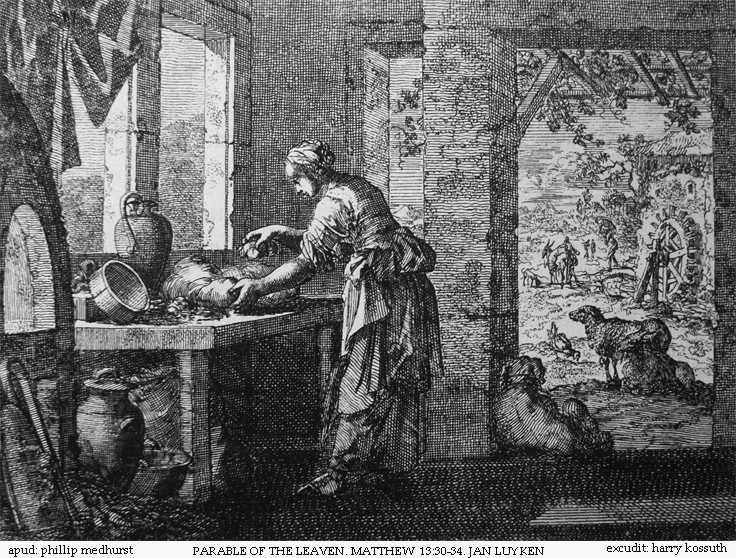 apud: phillip medhurst PARABLE OF THE LEAVEN. MATTHEW 13:30-34. JAN LUYKEN excudit: harry kossuth